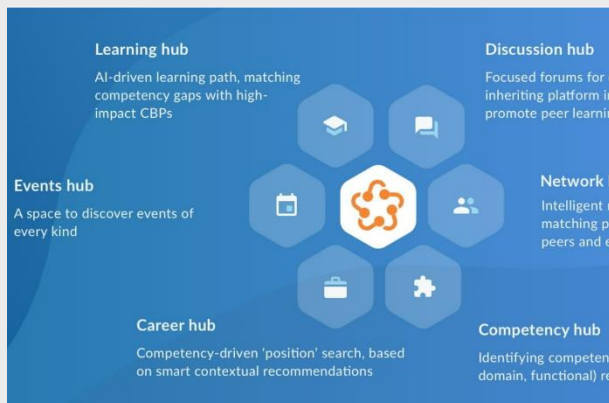 Learning hub
AI-driven learning path, matching
competency gaps with high-
impact CBPs
Discussion hub
Focused forums for
inheriting platform
promote peer
Events hub
A space to discover events of
every kind
Network
Intelligent
matching
peers and
Career hub
Competency-driven 'position' search, based
on smart contextual recommendations
Competency hub
Identifying
domain, functional)